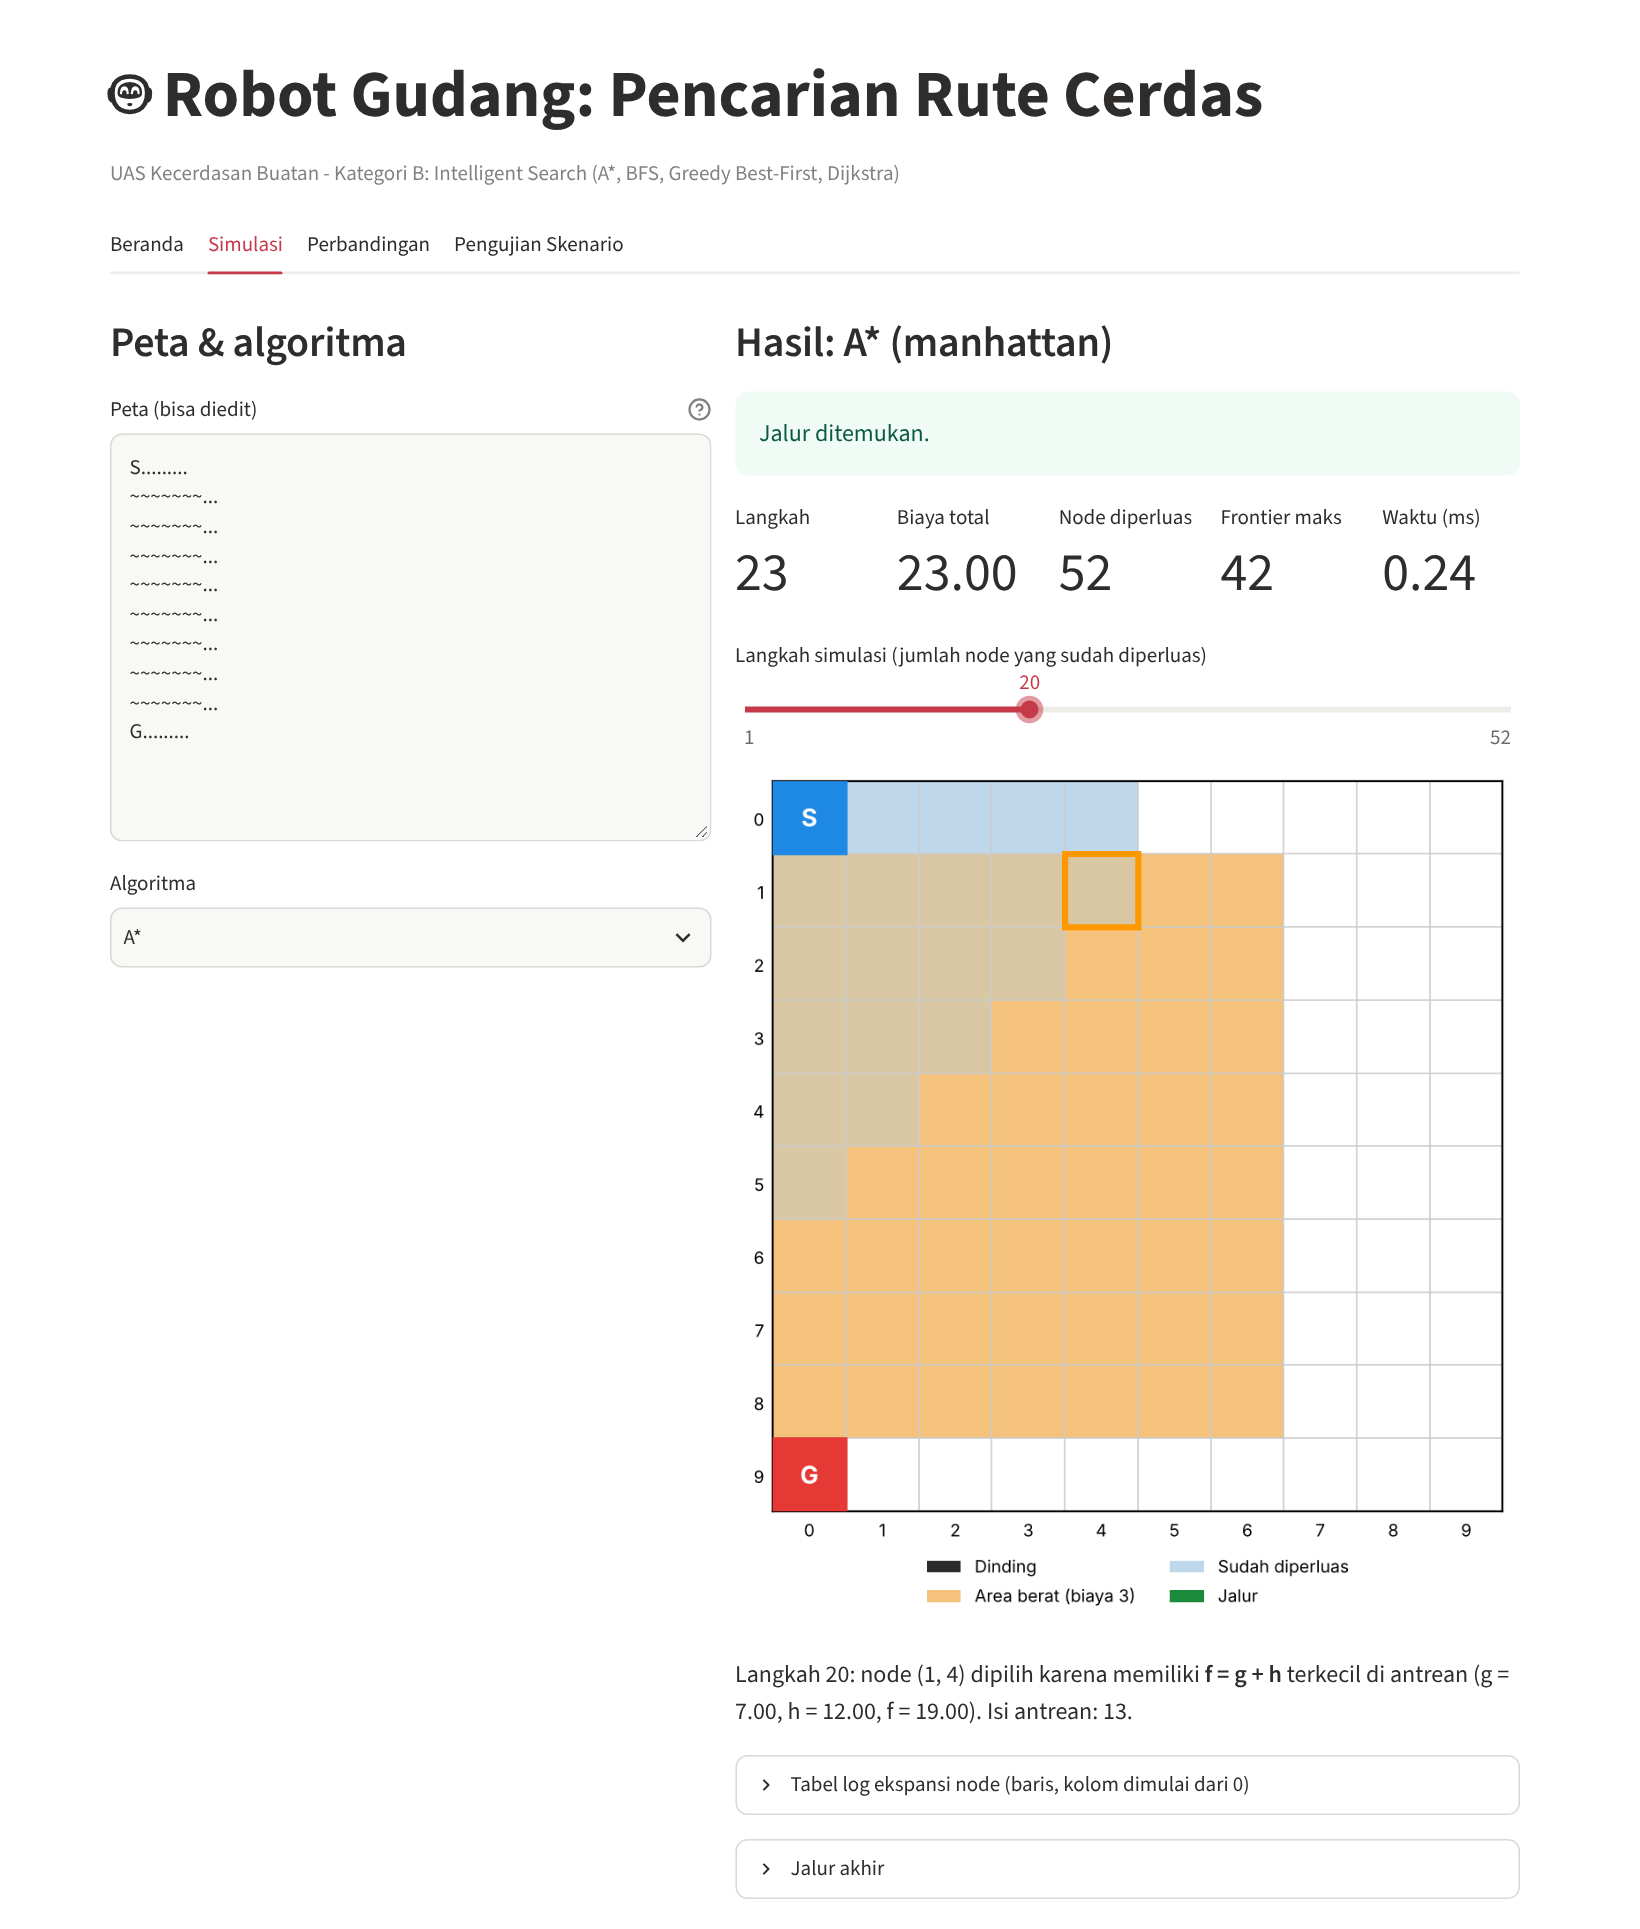 Robot Gudang: Pencarian Rute Cerdas
UAS Kecerdasan Buatan - Kategori B: Intelligent Search (A*, BFS, Greedy Best-First, Dijkstra)
Beranda Simulasi Perbandingan Pengujian Skenario
Peta & algoritma
Peta (bisa diedit)
S.........
~~~~~~~...
~~~~~~~...
~~~~~~~...
~~~~~~~...
~~~~~~~...
~~~~~~~...
~~~~~~~...
~~~~~~~...
G.........
Algoritma
A*
Hasil: A* (manhattan)
Jalur ditemukan.
Langkah Biaya total Node diperluas Frontier maks Waktu (ms)
23 23.00 52 42 0.24
Langkah simulasi (jumlah node yang sudah diperluas)
20
1 52
0
S
1
2
3
4
5
6
7
8
9
G
0 1 2 3 4 5 6 7 8 9
Dinding Sudah diperluas
Area berat (biaya 3) Jalur
Langkah 20: node (1, 4) dipilih karena memiliki f = g + h terkecil di antrean (g =
7.00, h = 12.00, f = 19.00). Isi antrean: 13.
Tabel log ekspansi node (baris, kolom dimulai dari 0)
Jalur akhir